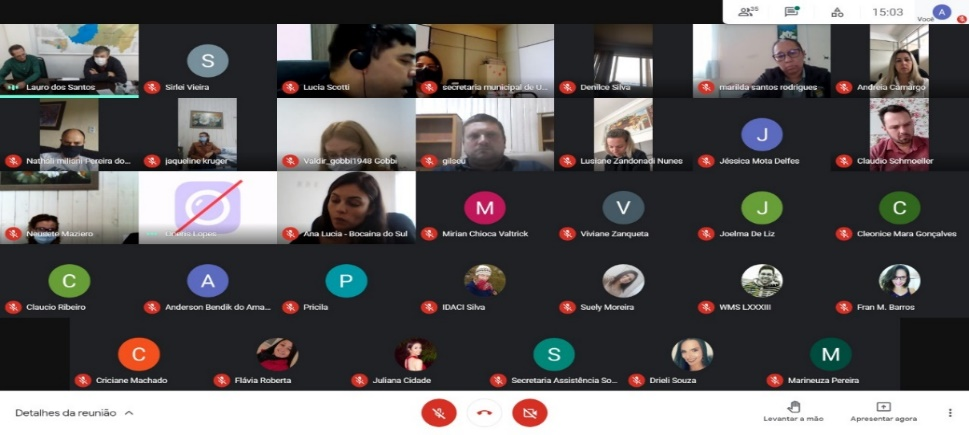 35
15:03
Você
A
Lauro dos Santos
S
Sirlei Vieira
Lucia Scotti
secretaria municipal de U...
Denilce Silva
marilda santos rodrigues
Andreia Camargo
Nathali miliani Pereira do...
jaqueline kruger
Valdir_gobbi1948 Gobbi
gilseu
Lusiane Zandonadi Nunes
J
Jéssica Mota Delfes
Claudio Schmoeller
Neusete Maziero
Lopes
Ana Lucia - Bocaina do Sul
M
Mirian Chioca Valtrick
V
Viviane Zanqueta
J
Joelma De Liz
C
Cleonice Mara Gonçalves
C
Claucio Ribeiro
A
Anderson Bendik do Ama...
P
Pricila
IDACI Silva
Suely Moreira
WMS LXXXIII
Fran M. Barros
C
Criciane Machado
Flávia Roberta
Juliana Cidade
S
Secretaria Assistência So...
Drieli Souza
M
Marineuza Pereira
Detalhes da reunião
Levantar a mão
Apresentar agora